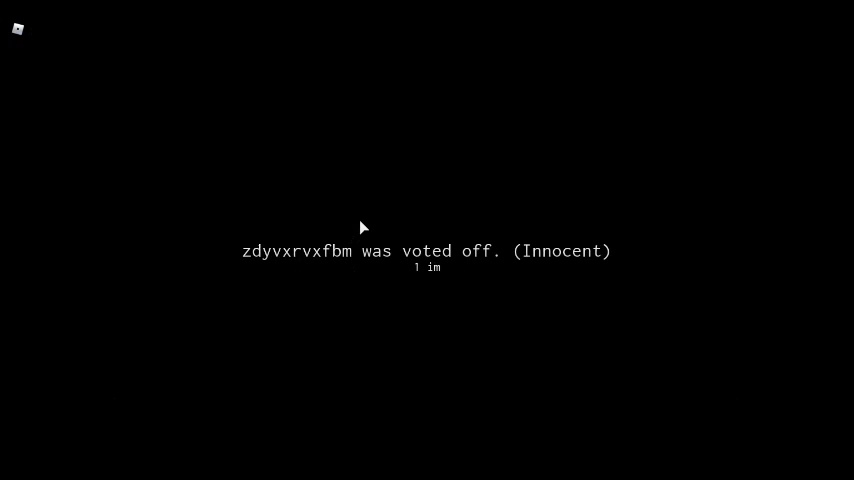 zdyvxrvxfbm was voted off. (Innocent)
1 im